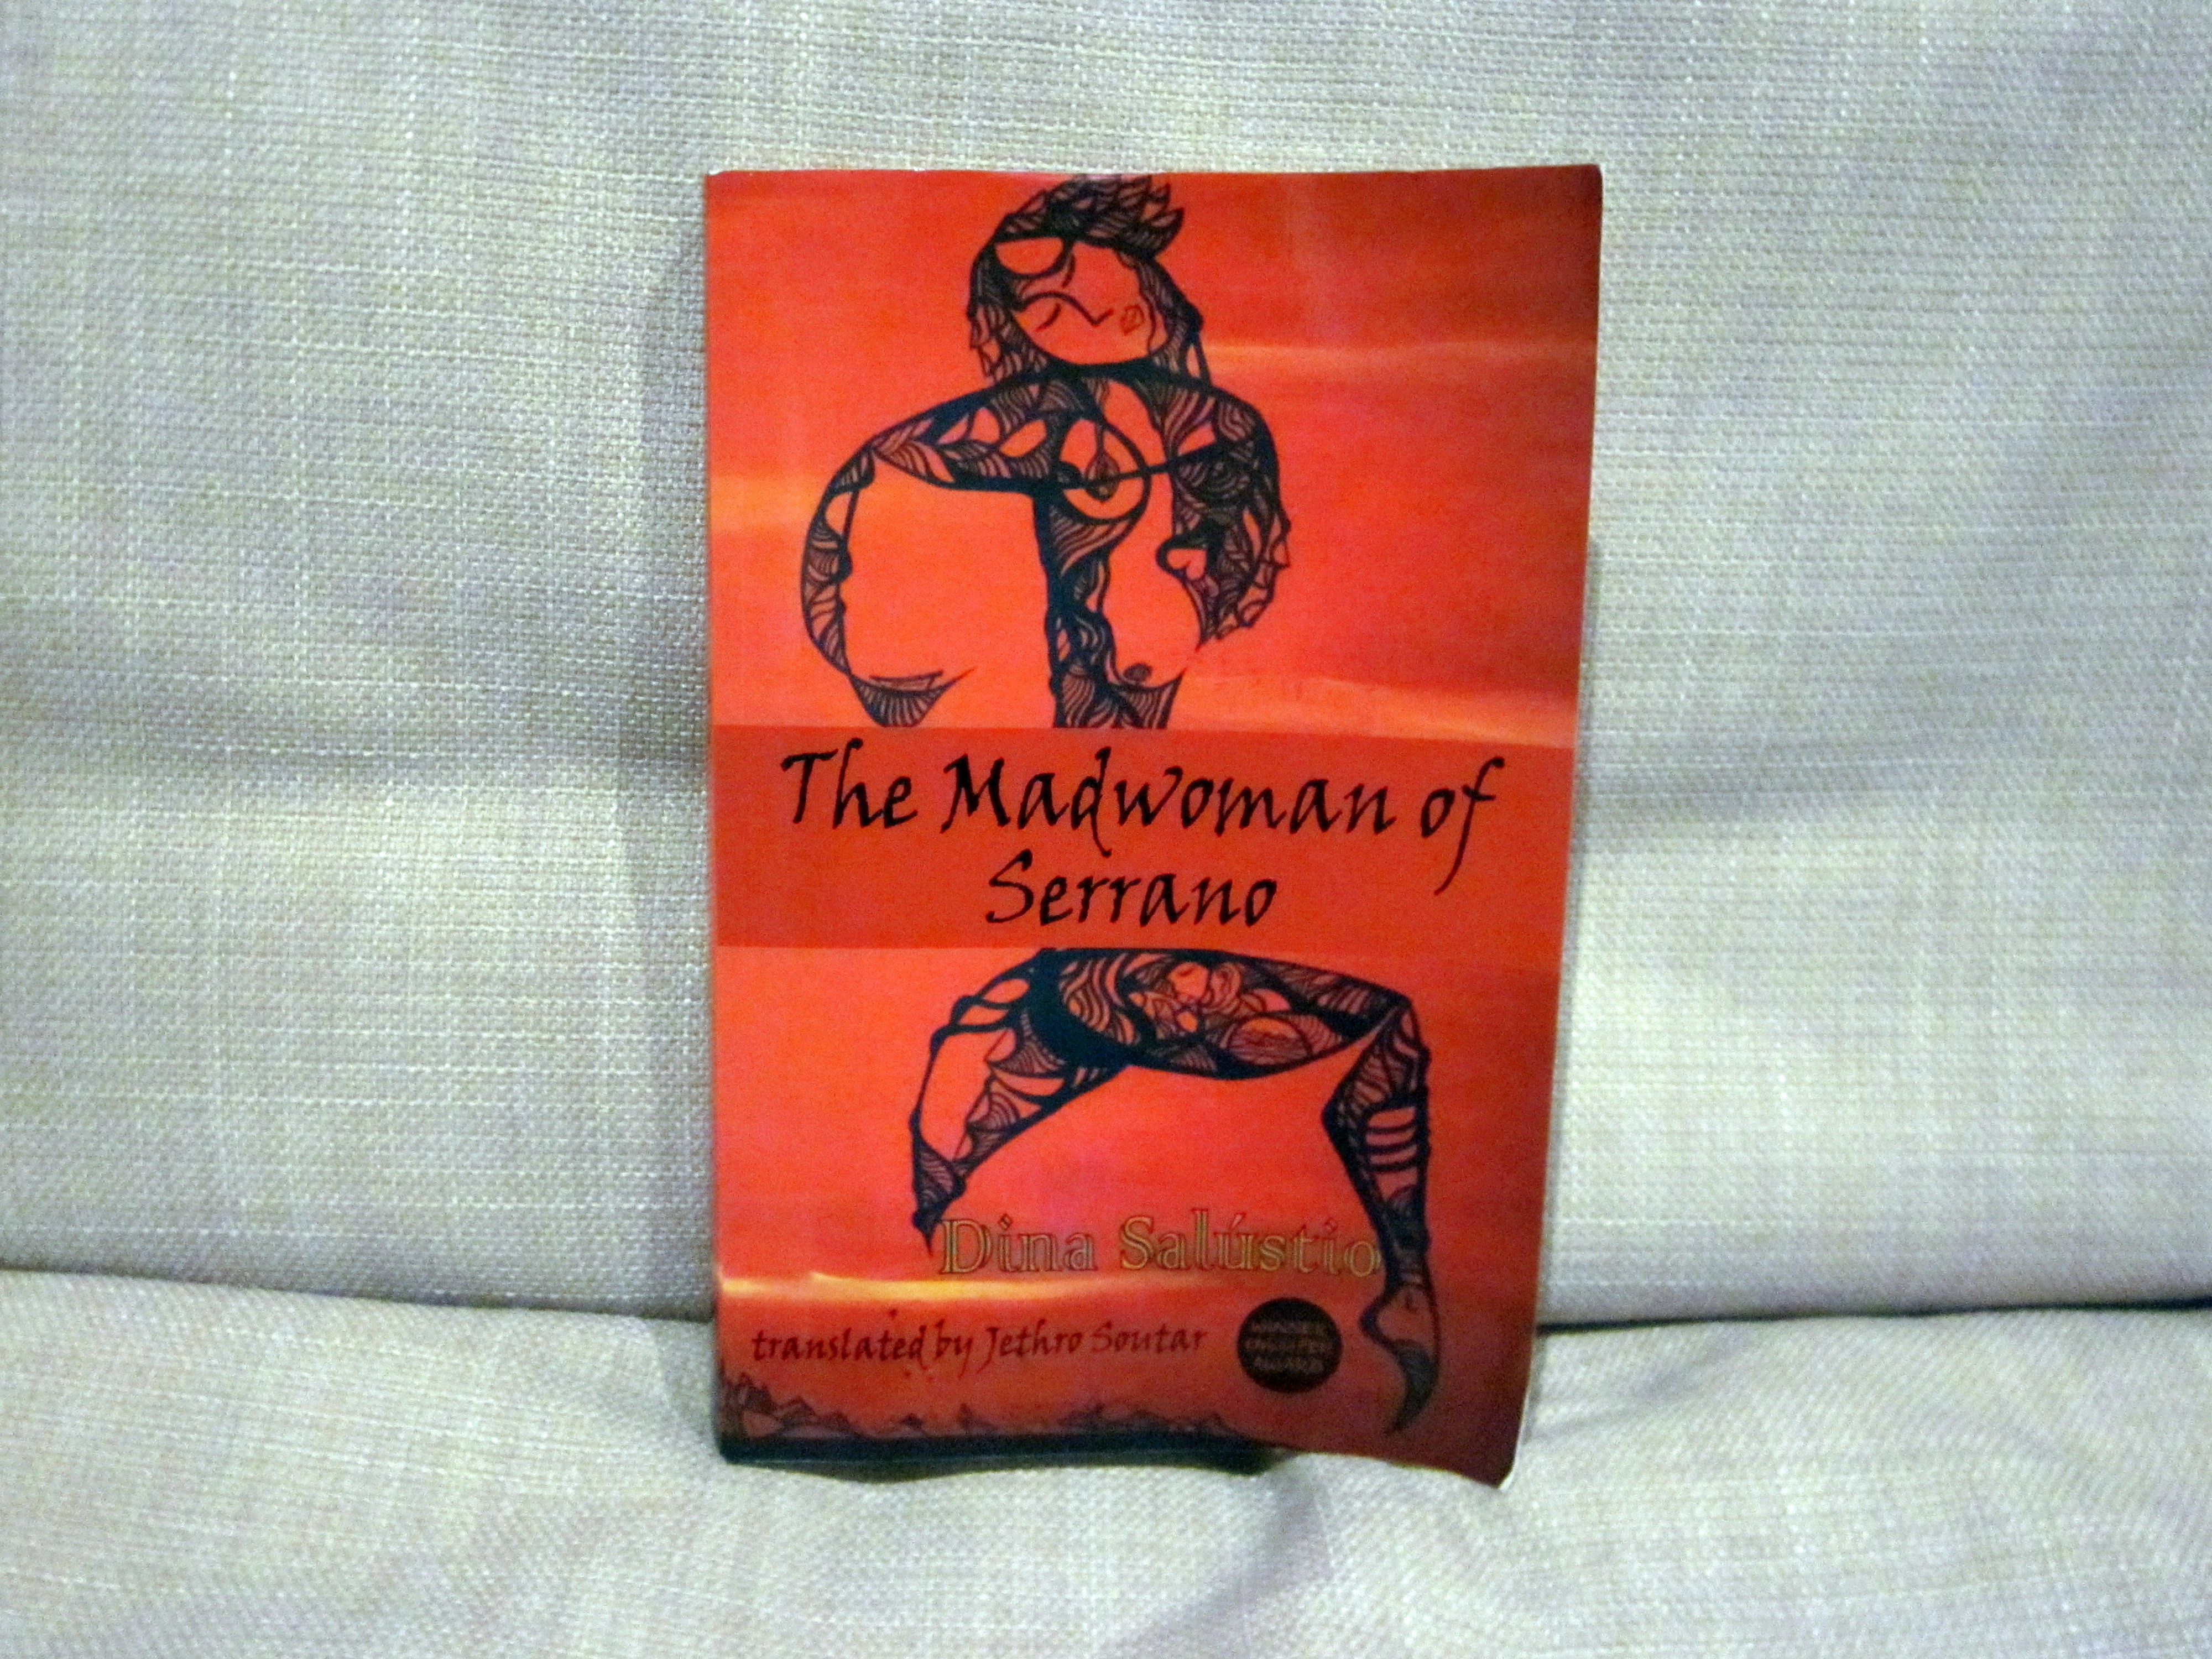 The Madwoman of
Serrano
Dina Salústio
translated by Jethro Soutar